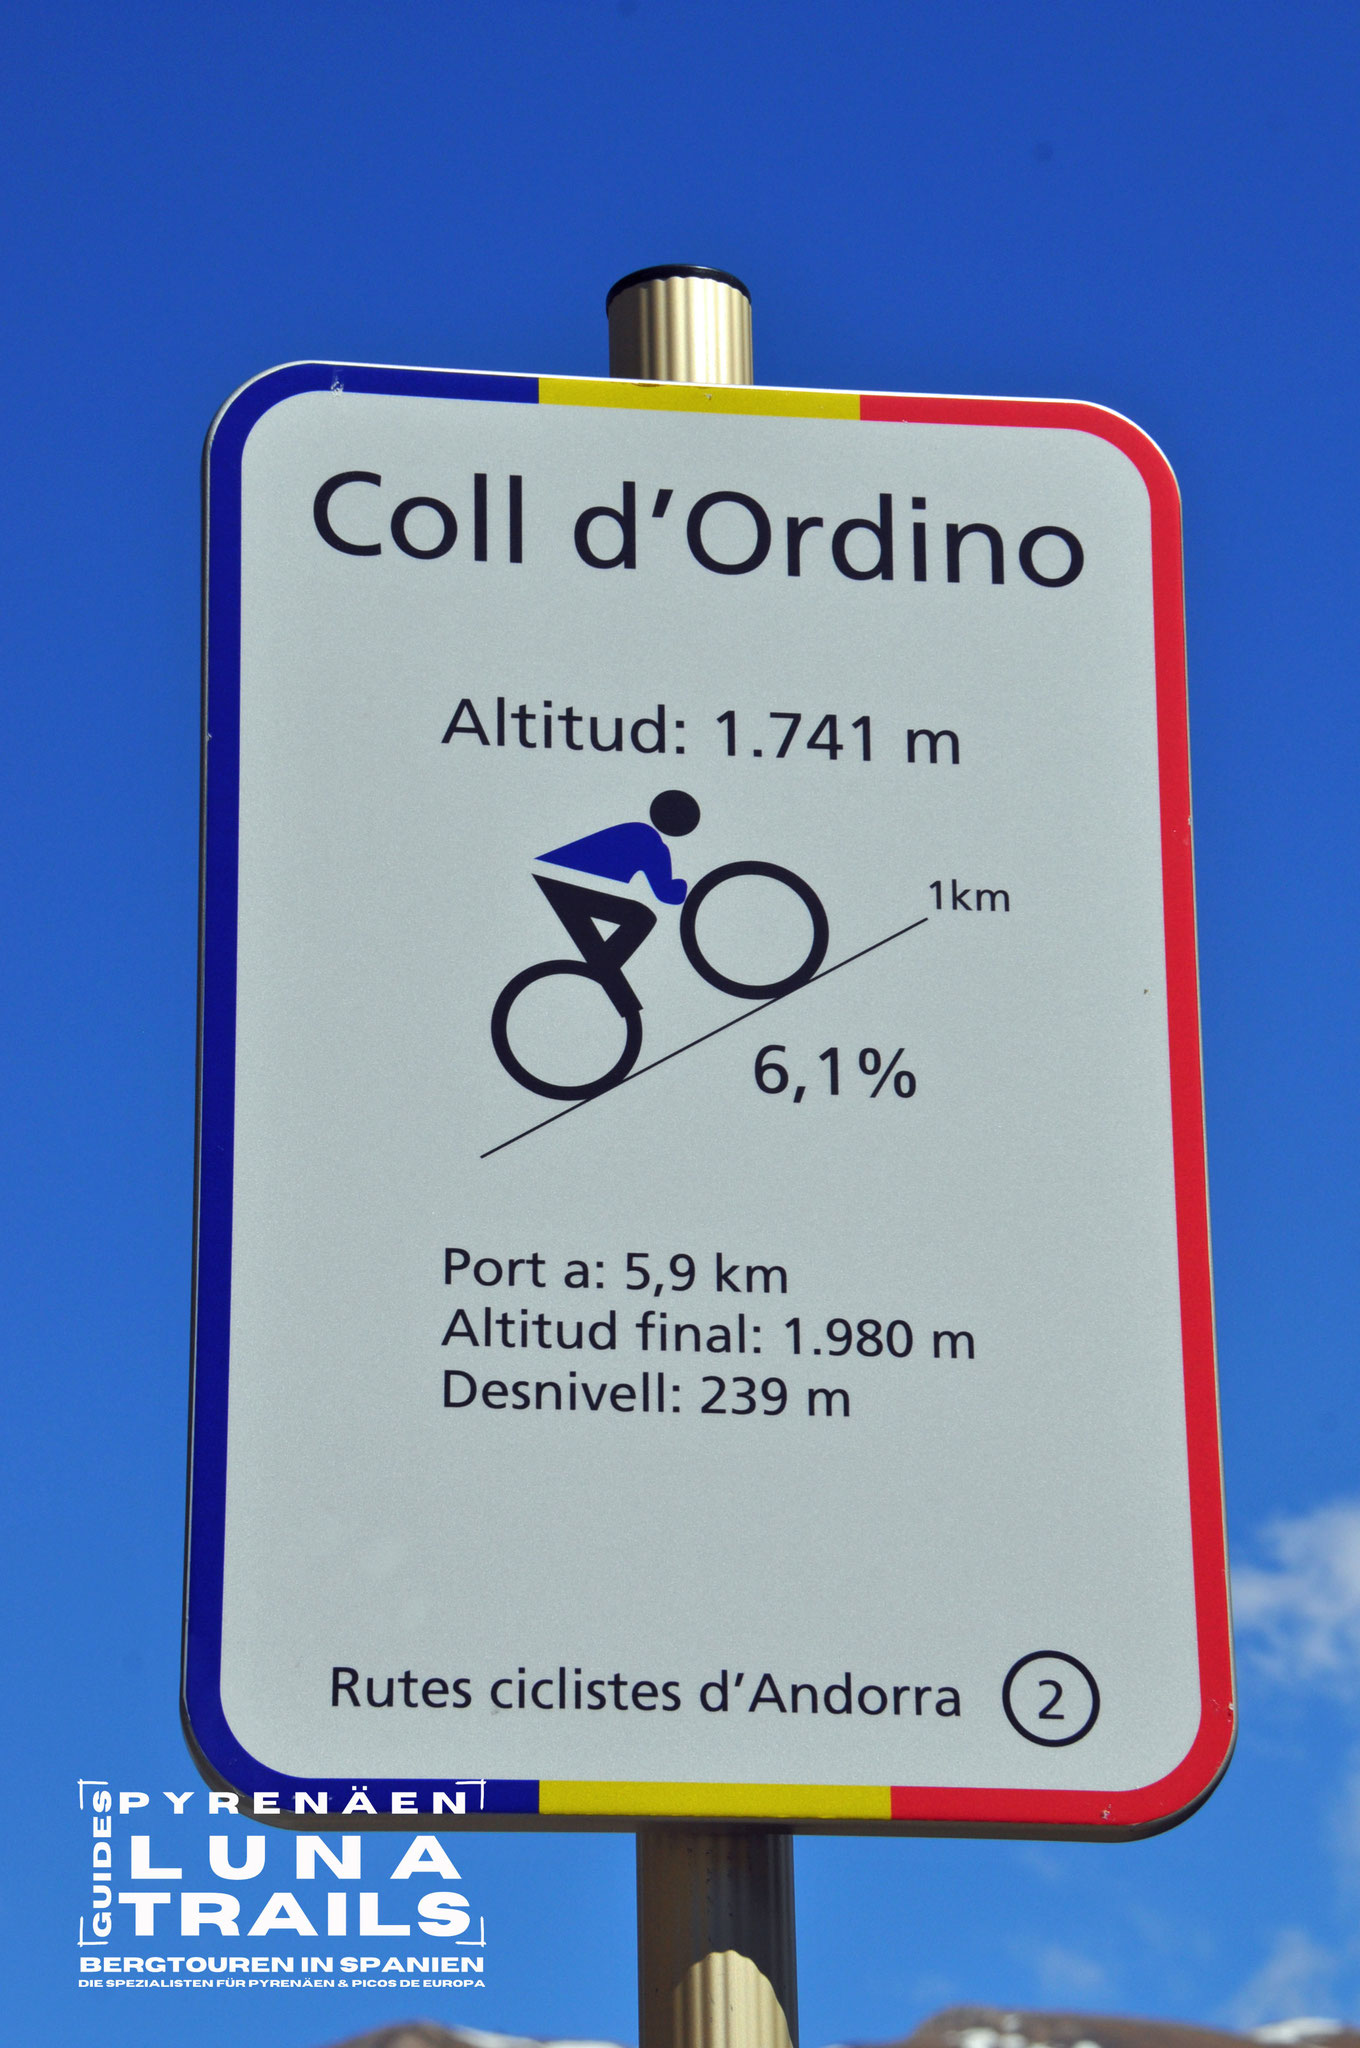 Coll d'Ordino
Altitud: 1.741 m
1km
6,1%
Port a: 5,9 km
Altitud final: 1.980 m
Desnivell: 239 m
Rutes ciclistes d'Andorra 2
PYRENÄEN
GUIDES
LUNA
TRAILS
BERGTOUREN IN SPANIEN
DIE SPEZIALISTEN FÜR PYRENÄEN & PICOS DE EUROPA